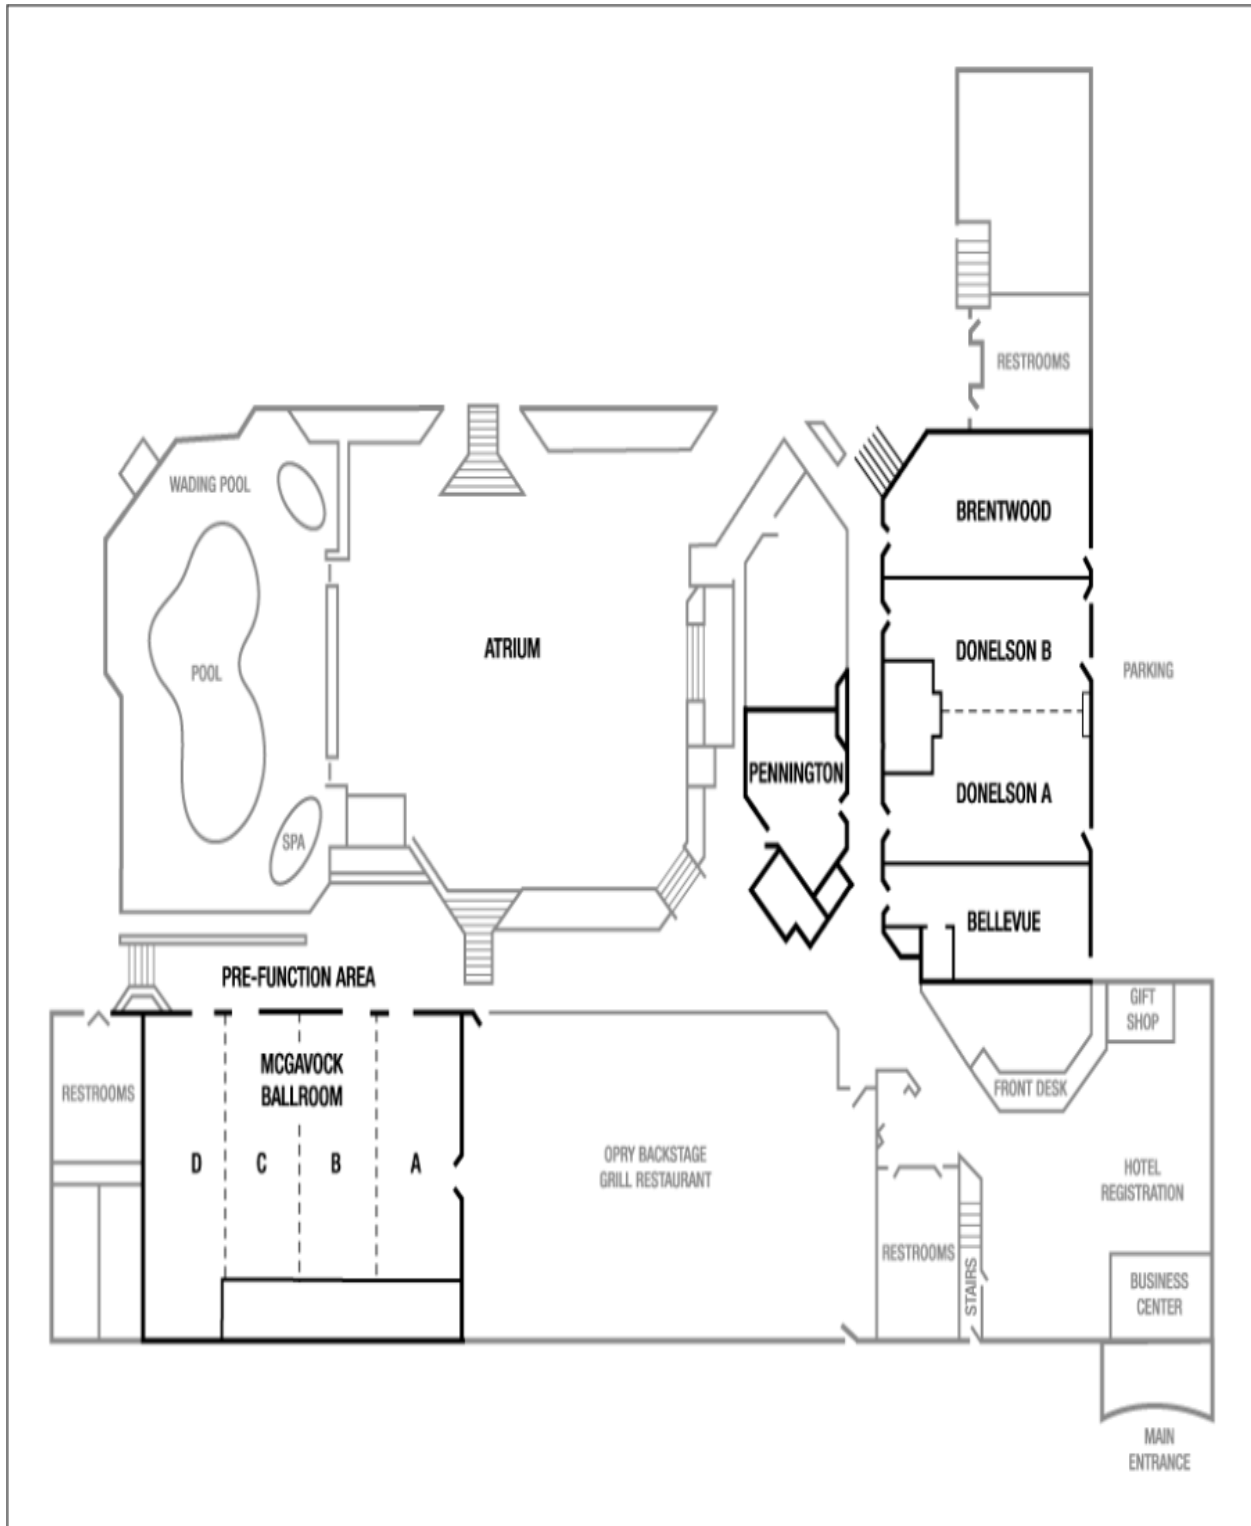 RESTROOMS
WADING POOL
BRENTWOOD
ATRIUM
DONELSON B
POOL
PARKING
PENNINGTON
DONELSON A
SPA
BELLEVUE
PRE-FUNCTION AREA
GIFT
SHOP
MCGAVOCK
BALLROOM
RESTROOMS
FRONT DESK
D
C
B
A
OPRY BACKSTAGE
GRILL RESTAURANT
HOTEL
REGISTRATION
RESTROOMS
STAIRS
BUSINESS
CENTER
MAIN
ENTRANCE